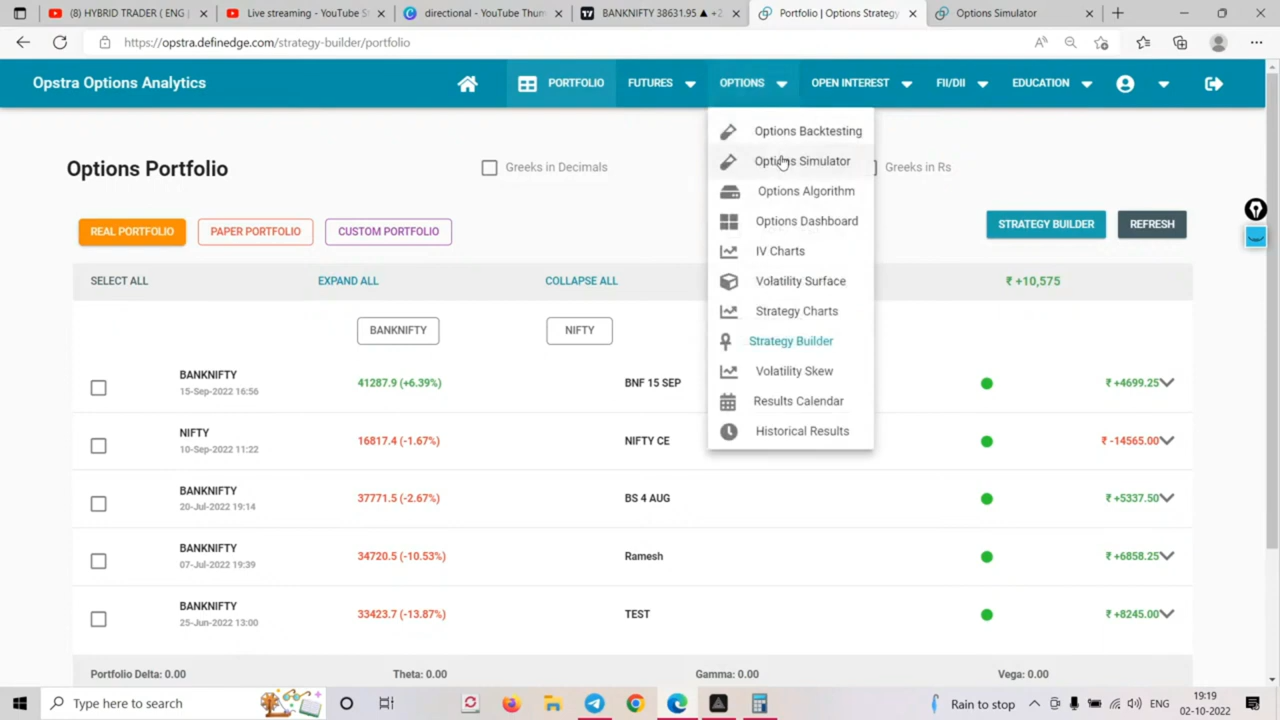 (8) HYBRID TRADER ( ENG |
Live streaming - YouTube S
directional - YouTube Thum
BANKNIFTY 38631.95 ▲ +2.
Portfolio | Options Strategy
Options Simulator
https://opstra.definedge.com/strategy-builder/portfolio
Opstra Options Analytics
PORTFOLIO
FUTURES
OPTIONS
OPEN INTEREST
FII/DII
EDUCATION
Options Portfolio
Greeks in Decimals
Greeks in Rs
Options Backtesting
Options Simulator
Options Algorithm
Options Dashboard
IV Charts
Volatility Surface
Strategy Charts
Strategy Builder
Volatility Skew
Results Calendar
Historical Results
REAL PORTFOLIO
PAPER PORTFOLIO
CUSTOM PORTFOLIO
STRATEGY BUILDER
REFRESH
SELECT ALL
EXPAND ALL
COLLAPSE ALL
₹ +10,575
BANKNIFTY
NIFTY
BANKNIFTY
15-Sep-2022 16:56
41287.9 (+6.39%)
BNF 15 SEP
₹ +4699.25
NIFTY
10-Sep-2022 11:22
16817.4 (-1.67%)
NIFTY CE
₹ -14565.00
BANKNIFTY
20-Jul-2022 19:14
37771.5 (-2.67%)
BS 4 AUG
₹ +5337.50
BANKNIFTY
07-Jul-2022 19:39
34720.5 (-10.53%)
Ramesh
₹ +6858.25
BANKNIFTY
25-Jun-2022 13:00
33423.7 (-13.87%)
TEST
₹ +8245.00
Portfolio Delta: 0.00
Theta: 0.00
Gamma: 0.00
Vega: 0.00
Type here to search
Rain to stop
ENG
19:19
02-10-2022